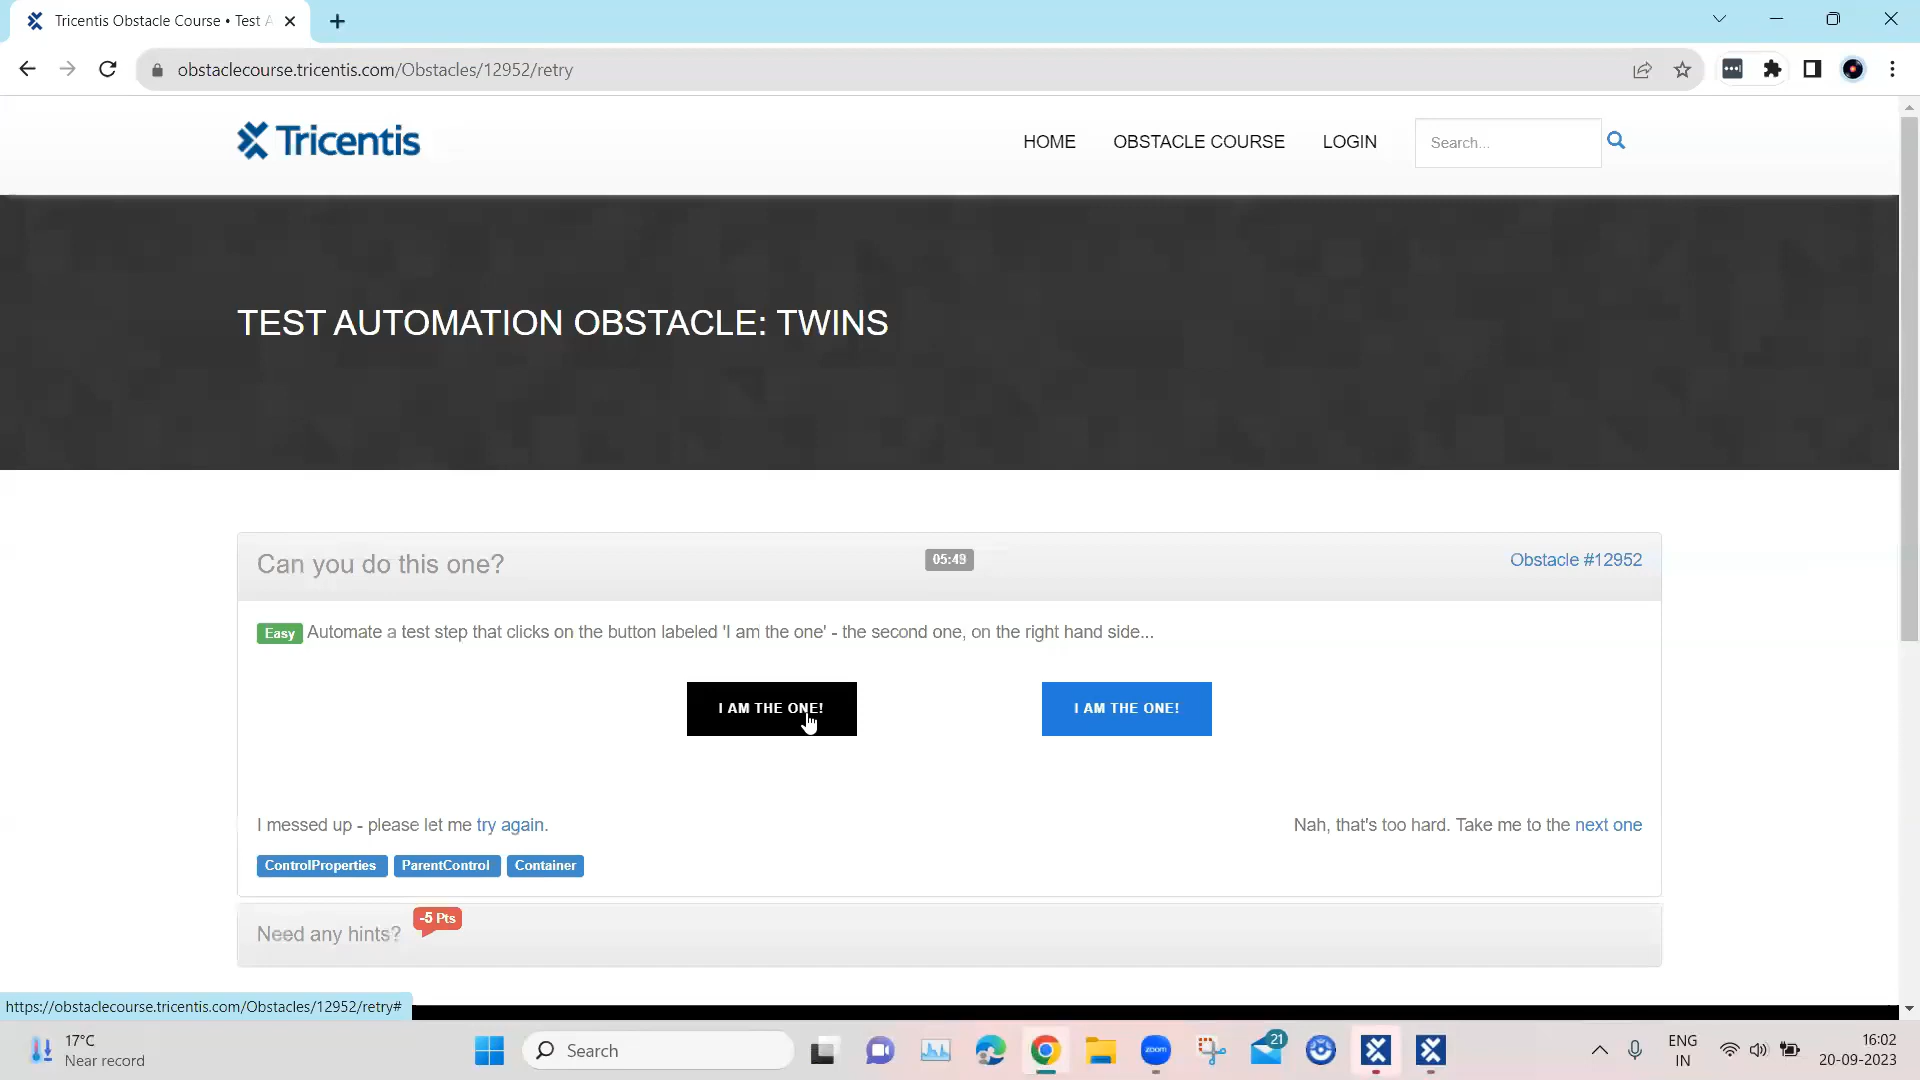 Tricentis Obstacle Course • Test A
obstaclecourse.tricentis.com/Obstacles/12952/retry
Tricentis
HOME
OBSTACLE COURSE
LOGIN
Search...
TEST AUTOMATION OBSTACLE: TWINS
Can you do this one?
05:49
Obstacle #12952
Easy Automate a test step that clicks on the button labeled 'I am the one' - the second one, on the right hand side...
I AM THE ONE!
I AM THE ONE!
I messed up - please let me try again.
Nah, that's too hard. Take me to the next one
ControlProperties
ParentControl
Container
Need any hints?
-5 Pts
https://obstaclecourse.tricentis.com/Obstacles/12952/retry#
17°C
Near record
Search
zoom
21
ENG
IN
16:02
20-09-2023